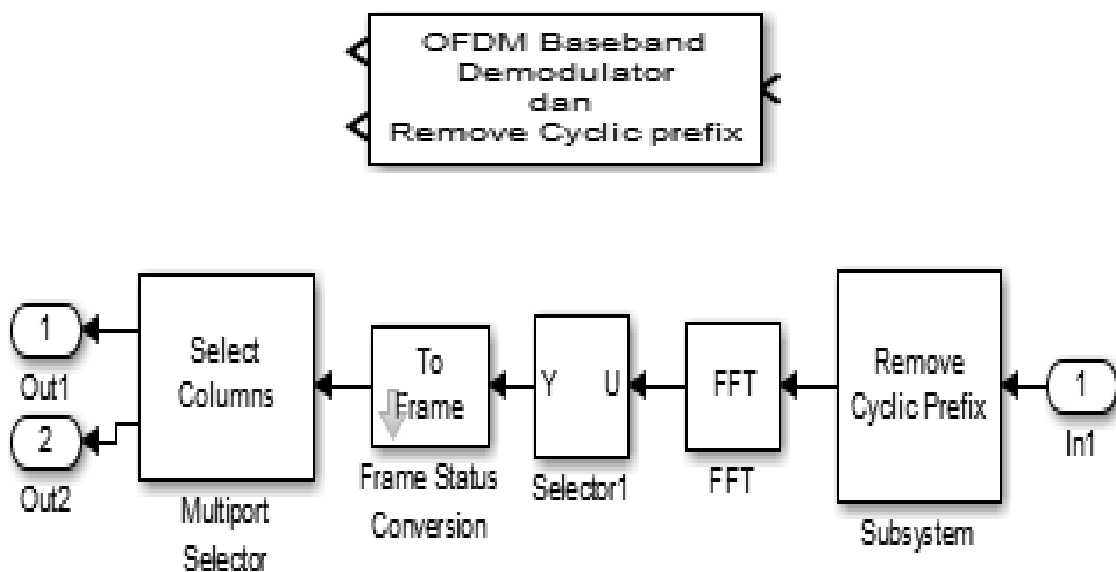 OFDM Baseband
Demodulator
dan
Remove Cyclic prefix
1
Out1
2
Out2
Select
Columns
Multiport
Selector
To
Frame
Frame Status
Conversion
Y U
Selector1
FFT
FFT
Remove
Cyclic Prefix
Subsystem
1
In1